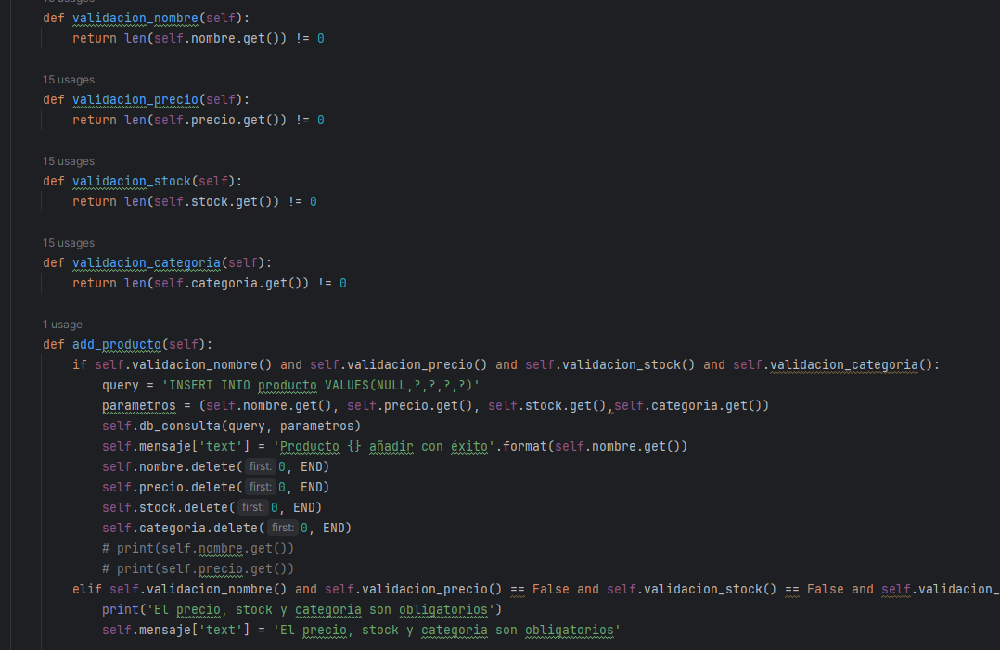 def validacion_nombre(self):
    return len(self.nombre.get()) != 0
15 usages
def validacion_precio(self):
    return len(self.precio.get()) != 0
15 usages
def validacion_stock(self):
    return len(self.stock.get()) != 0
15 usages
def validacion_categoria(self):
    return len(self.categoria.get()) != 0
1 usage
def add_producto(self):
    if self.validacion_nombre() and self.validacion_precio() and self.validacion_stock() and self.validacion_categoria():
        query = 'INSERT INTO producto VALUES(NULL,?,?,?,?)'
        parametros = (self.nombre.get(), self.precio.get(), self.stock.get(),self.categoria.get())
        self.db_consulta(query, parametros)
        self.mensaje['text'] = 'Producto {} añadir con éxito'.format(self.nombre.get())
        self.nombre.delete( first: 0, END)
        self.precio.delete( first: 0, END)
        self.stock.delete( first: 0, END)
        self.categoria.delete( first: 0, END)
        # print(self.nombre.get())
        # print(self.precio.get())
    elif self.validacion_nombre() and self.validacion_precio() == False and self.validacion_stock() == False and self.validacion_
        print('El precio, stock y categoria son obligatorios')
        self.mensaje['text'] = 'El precio, stock y categoria son obligatorios'